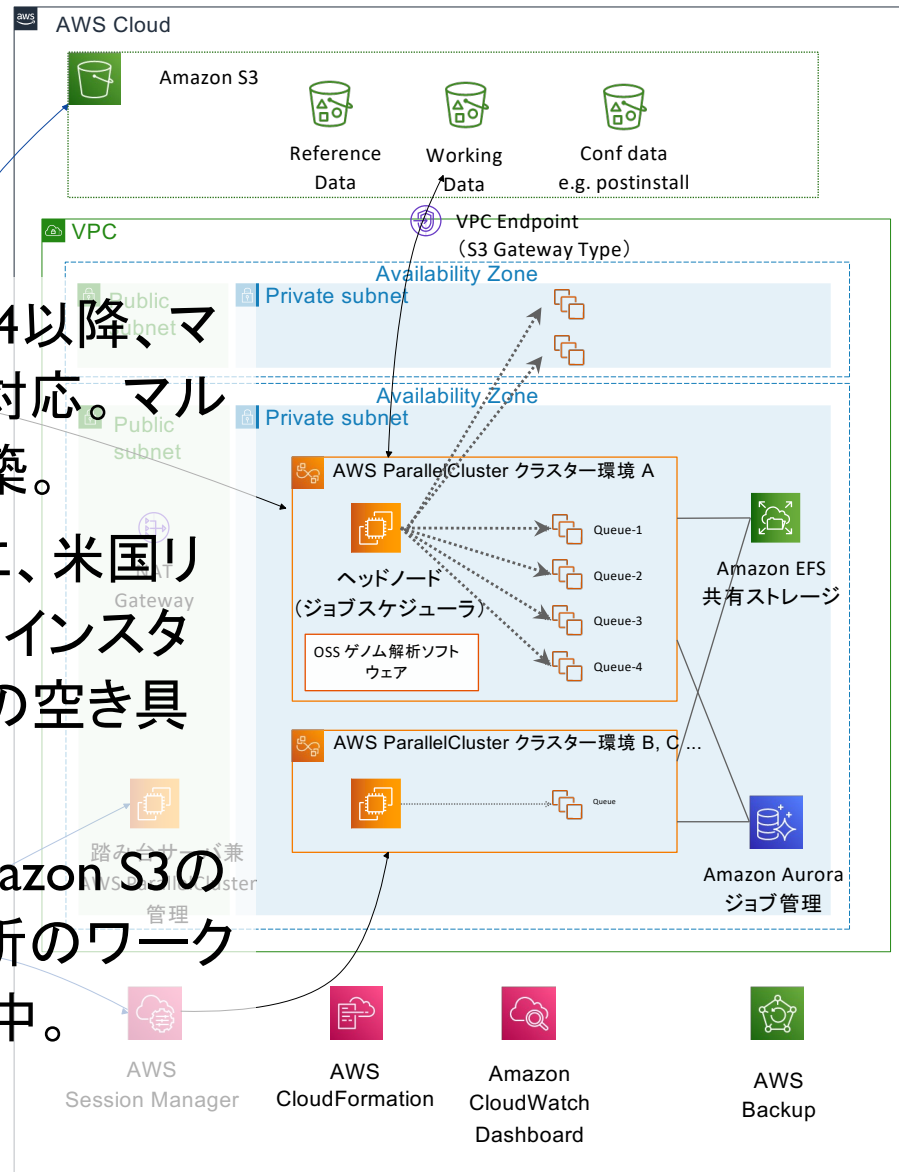 aws
AWS Cloud
Amazon S3
Reference
Data
Working
Data
Conf data
e.g. postinstall
VPC Endpoint
（S3 Gateway Type）
VPC
Availability Zone
Public
subnet
Private subnet
4以降、マ
対応。マル
築。
Availability Zone
Public
subnet
Private subnet
AWS ParallelCluster クラスター環境 A
ヘッドノード
（ジョブスケジューラ）
OSS ゲノム解析ソフト
ウェア
Queue-1
Queue-2
Queue-3
Queue-4
Amazon EFS
共有ストレージ
、米国リ
インスタ
の空き具
NAT
Gateway
AWS ParallelCluster クラスター環境 B, C ...
Queue
Amazon Aurora
ジョブ管理
踏み台サーバ兼
AWS ParallelCluster
管理
azon S3の
析のワーク
中。
AWS
Session Manager
AWS
CloudFormation
Amazon
CloudWatch
Dashboard
AWS
Backup